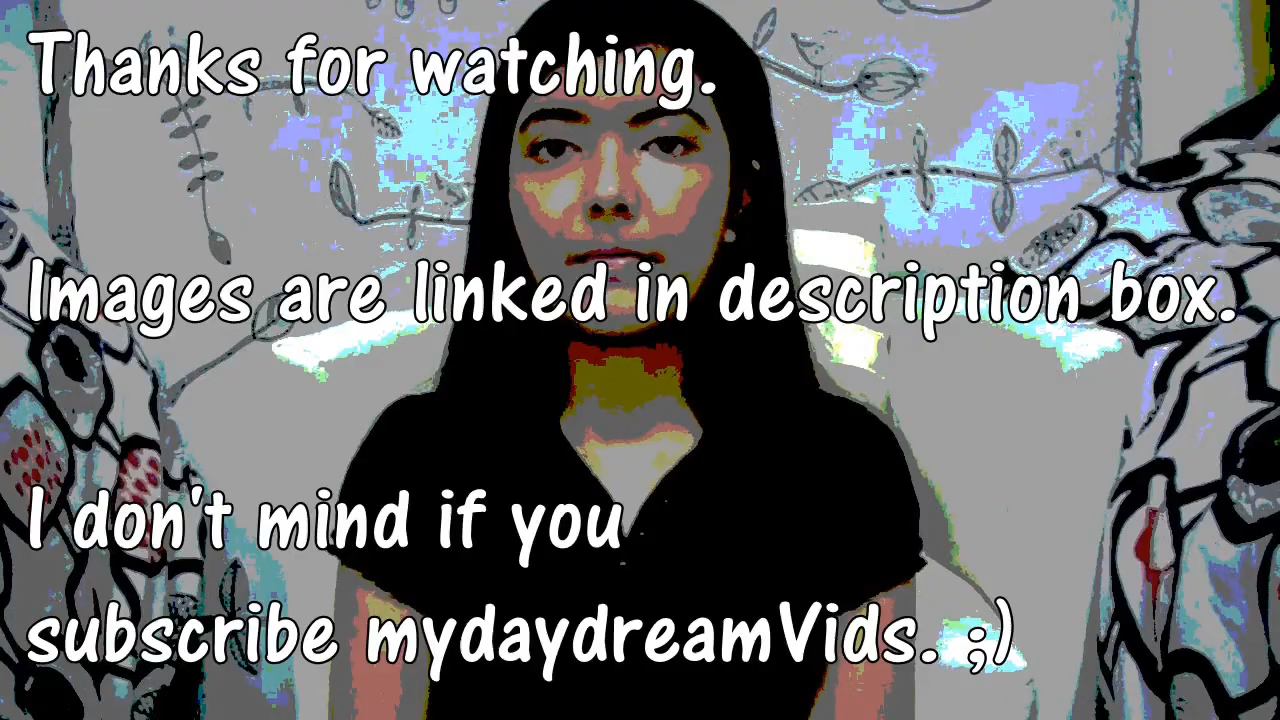 Thanks for watching.
Images are linked in description box.
I don't mind if you
subscribe mydaydreamVids. ;)